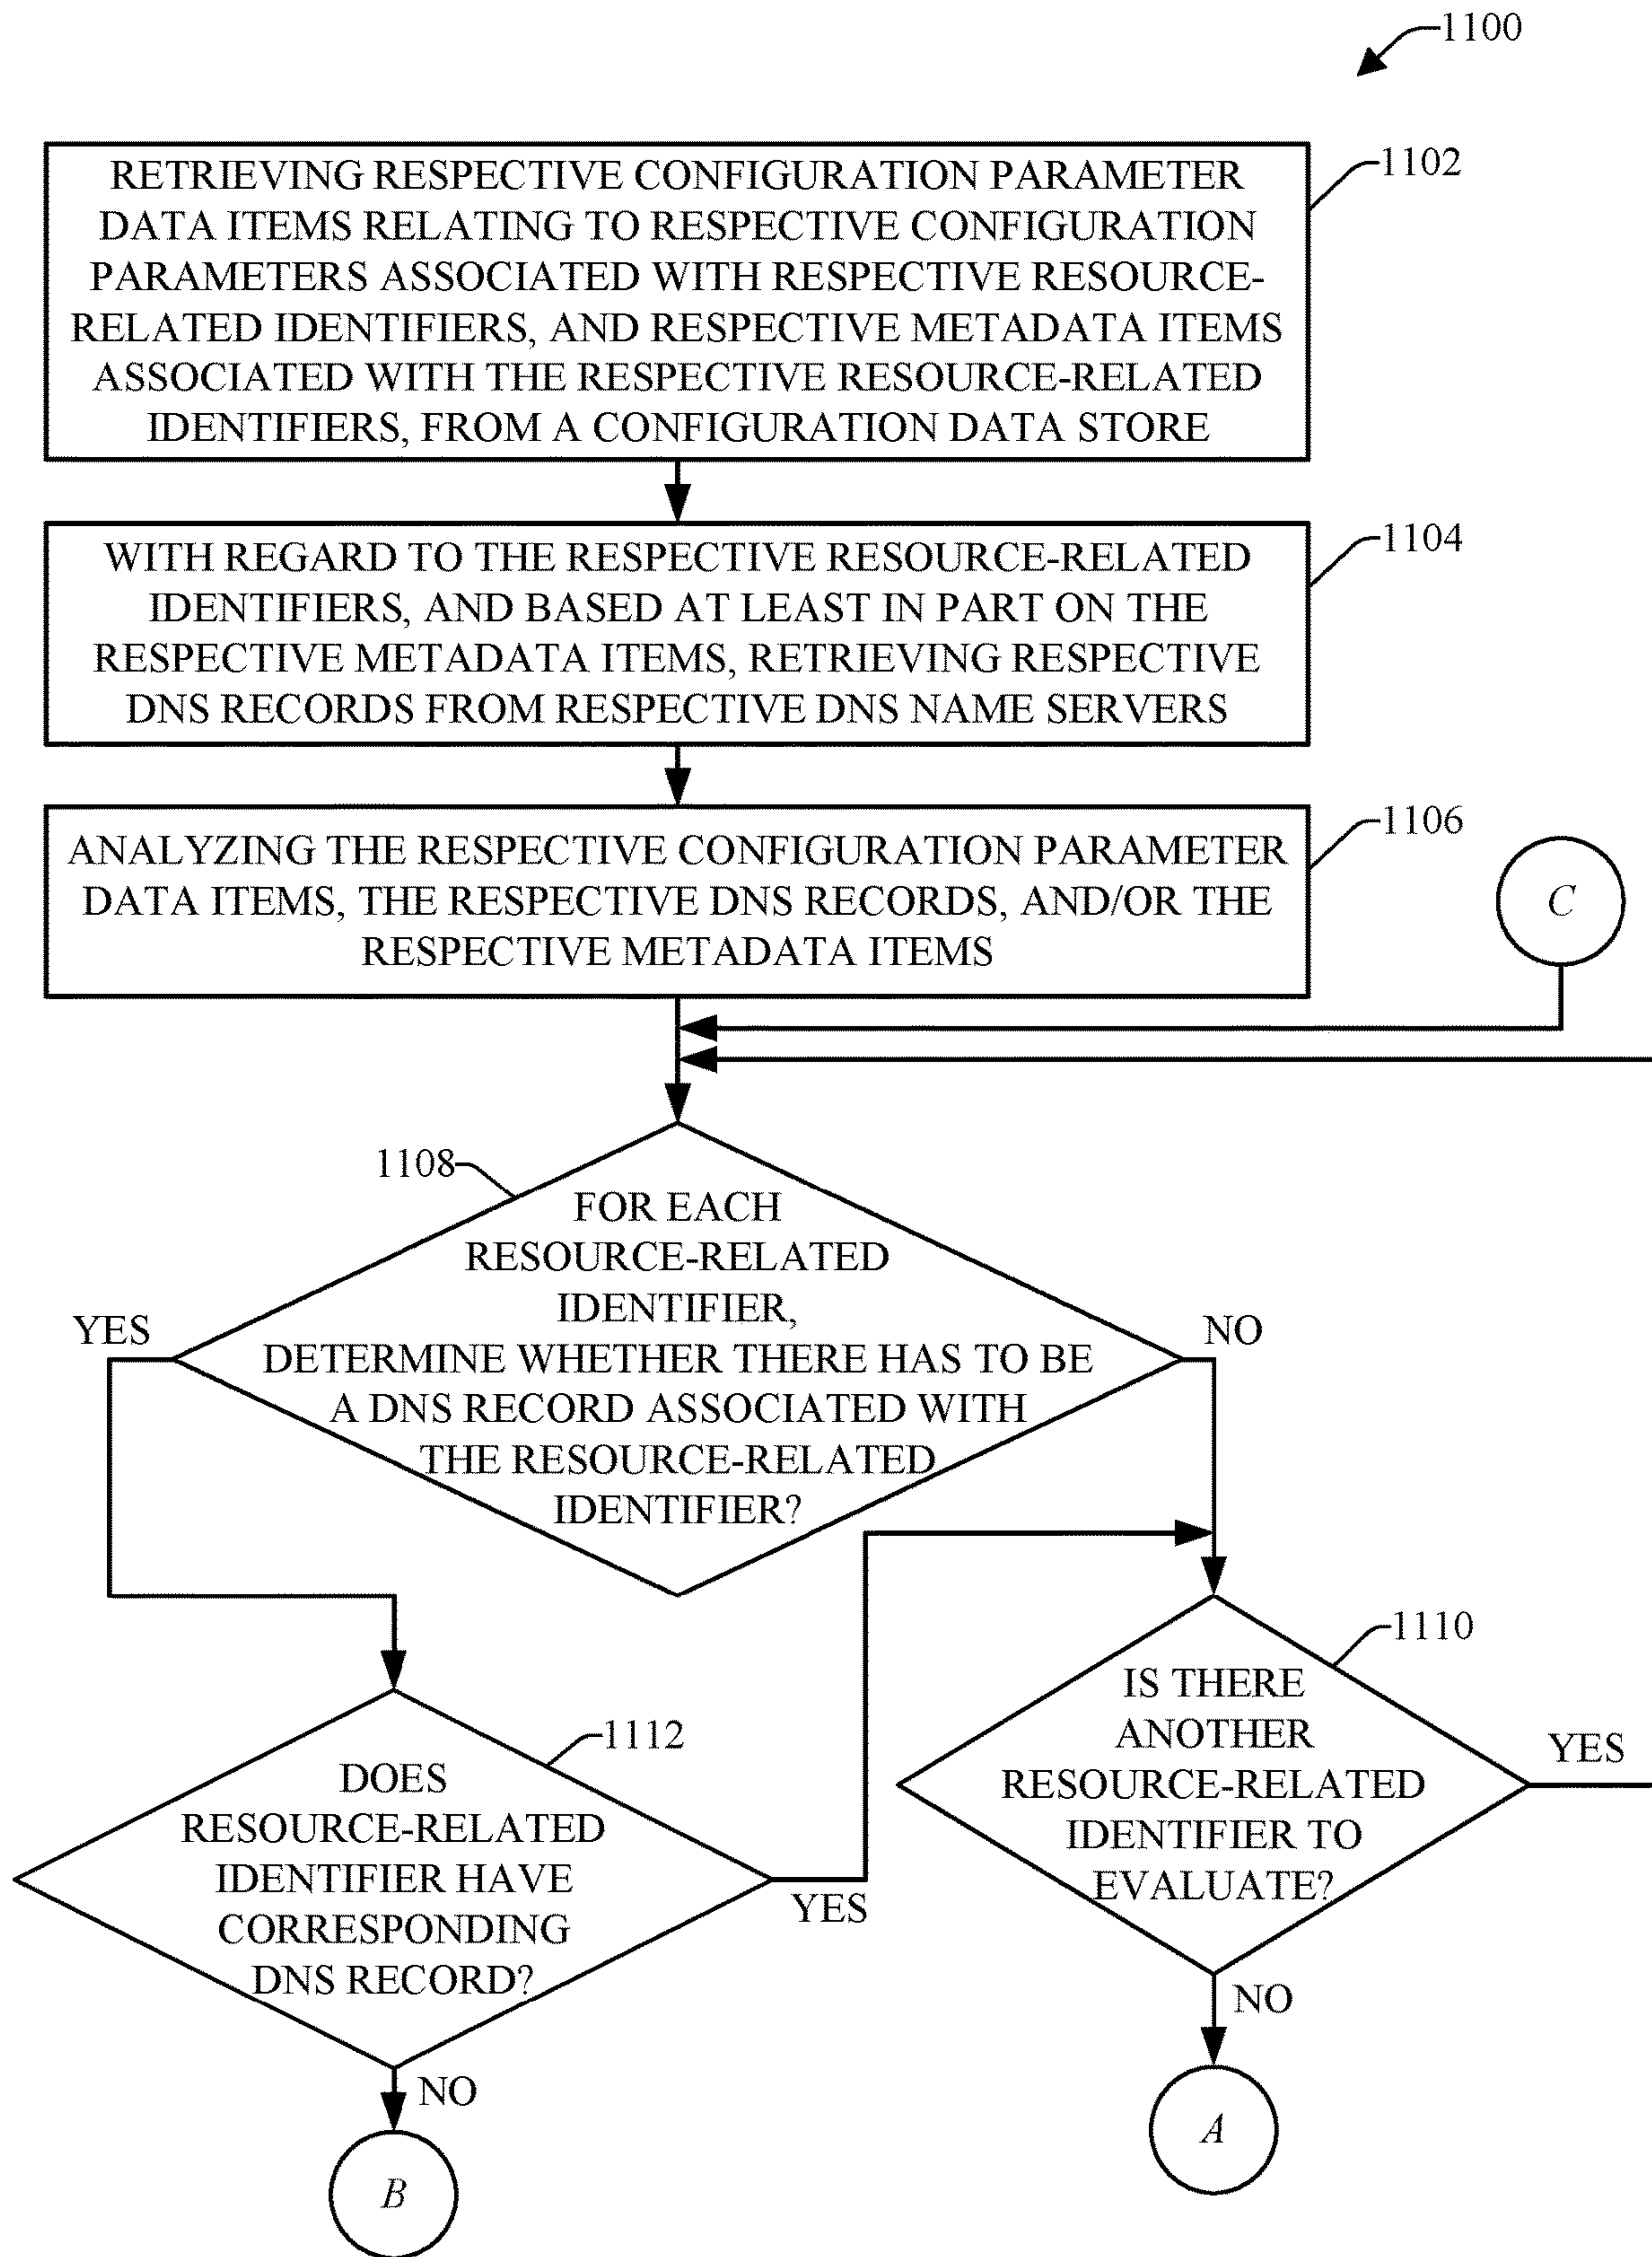 1100
RETRIEVING RESPECTIVE CONFIGURATION PARAMETER
DATA ITEMS RELATING TO RESPECTIVE CONFIGURATION
PARAMETERS ASSOCIATED WITH RESPECTIVE RESOURCE-
RELATED IDENTIFIERS, AND RESPECTIVE METADATA ITEMS
ASSOCIATED WITH THE RESPECTIVE RESOURCE-RELATED
IDENTIFIERS, FROM A CONFIGURATION DATA STORE
1102
WITH REGARD TO THE RESPECTIVE RESOURCE-RELATED
IDENTIFIERS, AND BASED AT LEAST IN PART ON THE
RESPECTIVE METADATA ITEMS, RETRIEVING RESPECTIVE
DNS RECORDS FROM RESPECTIVE DNS NAME SERVERS
1104
ANALYZING THE RESPECTIVE CONFIGURATION PARAMETER
DATA ITEMS, THE RESPECTIVE DNS RECORDS, AND/OR THE
RESPECTIVE METADATA ITEMS
1106
C
1108
FOR EACH
RESOURCE-RELATED
IDENTIFIER,
DETERMINE WHETHER THERE HAS TO BE
A DNS RECORD ASSOCIATED WITH
THE RESOURCE-RELATED
IDENTIFIER?
YES
NO
1110
IS THERE
ANOTHER
RESOURCE-RELATED
IDENTIFIER TO
EVALUATE?
YES
NO
A
1112
DOES
RESOURCE-RELATED
IDENTIFIER HAVE
CORRESPONDING
DNS RECORD?
YES
NO
B